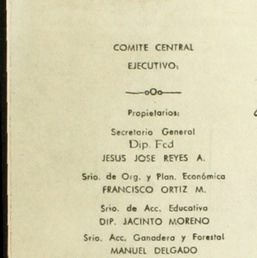 COMITE CENTRAL
EJECUTIVO:
—oOo—
Propietarios:
Secretario General
Dip. Fed
JESUS JOSE REYES A.
Srio. de Org. y Plan. Económica
FRANCISCO ORTIZ M.
Srio. de Acc. Educativa
DIP. JACINTO MORENO
Srio. Acc. Ganadera y Forestal
MANUEL DELGADO